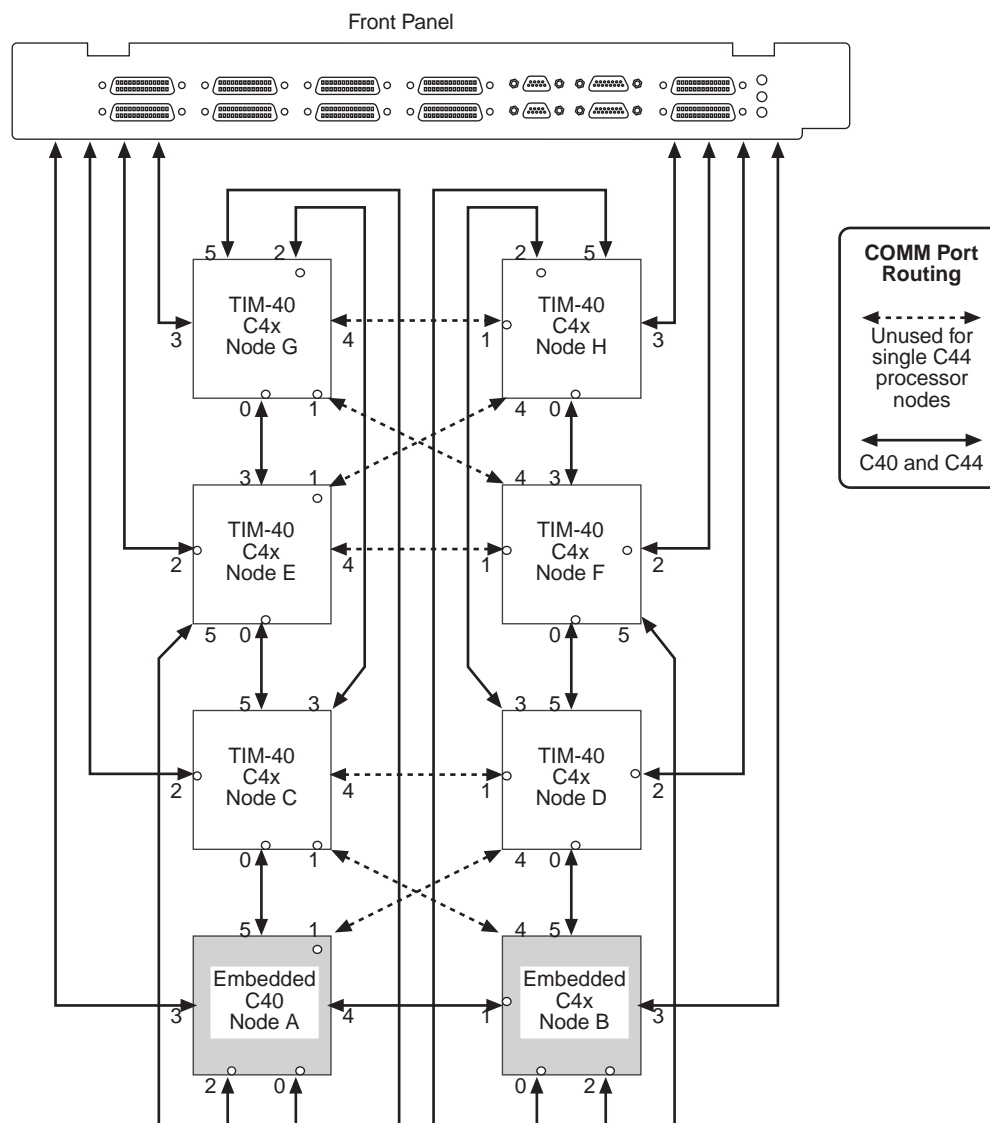 Front Panel
5 2
2 5
TIM-40
C4x
Node G
TIM-40
C4x
Node H
3 4
1 3
0 1
4 0
COMM Port
Routing
Unused for
single C44
processor
nodes
C40 and C44
3 1
4 3
TIM-40
C4x
Node E
TIM-40
C4x
Node F
2 4
1 2
5 0
0 5
5 3
3 5
TIM-40
C4x
Node C
TIM-40
C4x
Node D
2 4
1 2
0 1
4 0
5 1
4 5
Embedded
C40
Node A
Embedded
C4x
Node B
3 4
1 3
2 0
0 2